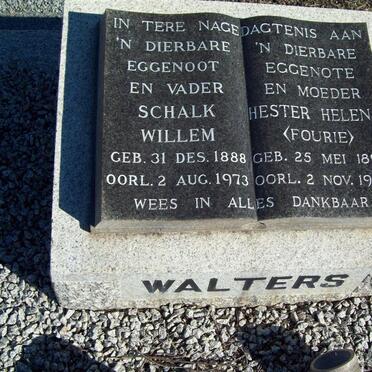 IN TERE NAGEDAGTENIS AAN
'N DIERBARE
EGGENOOT
EN VADER
SCHALK
WILLEM
GEB. 31 DES. 1888
OORL. 2 AUG. 1973
'N DIERBARE
EGGENOTE
EN MOEDER
HESTER HELEN
(FOURIE)
GEB. 25 MEI
OORL. 2 NOV.
WEES IN ALLES DANKBAAR
WALTERS